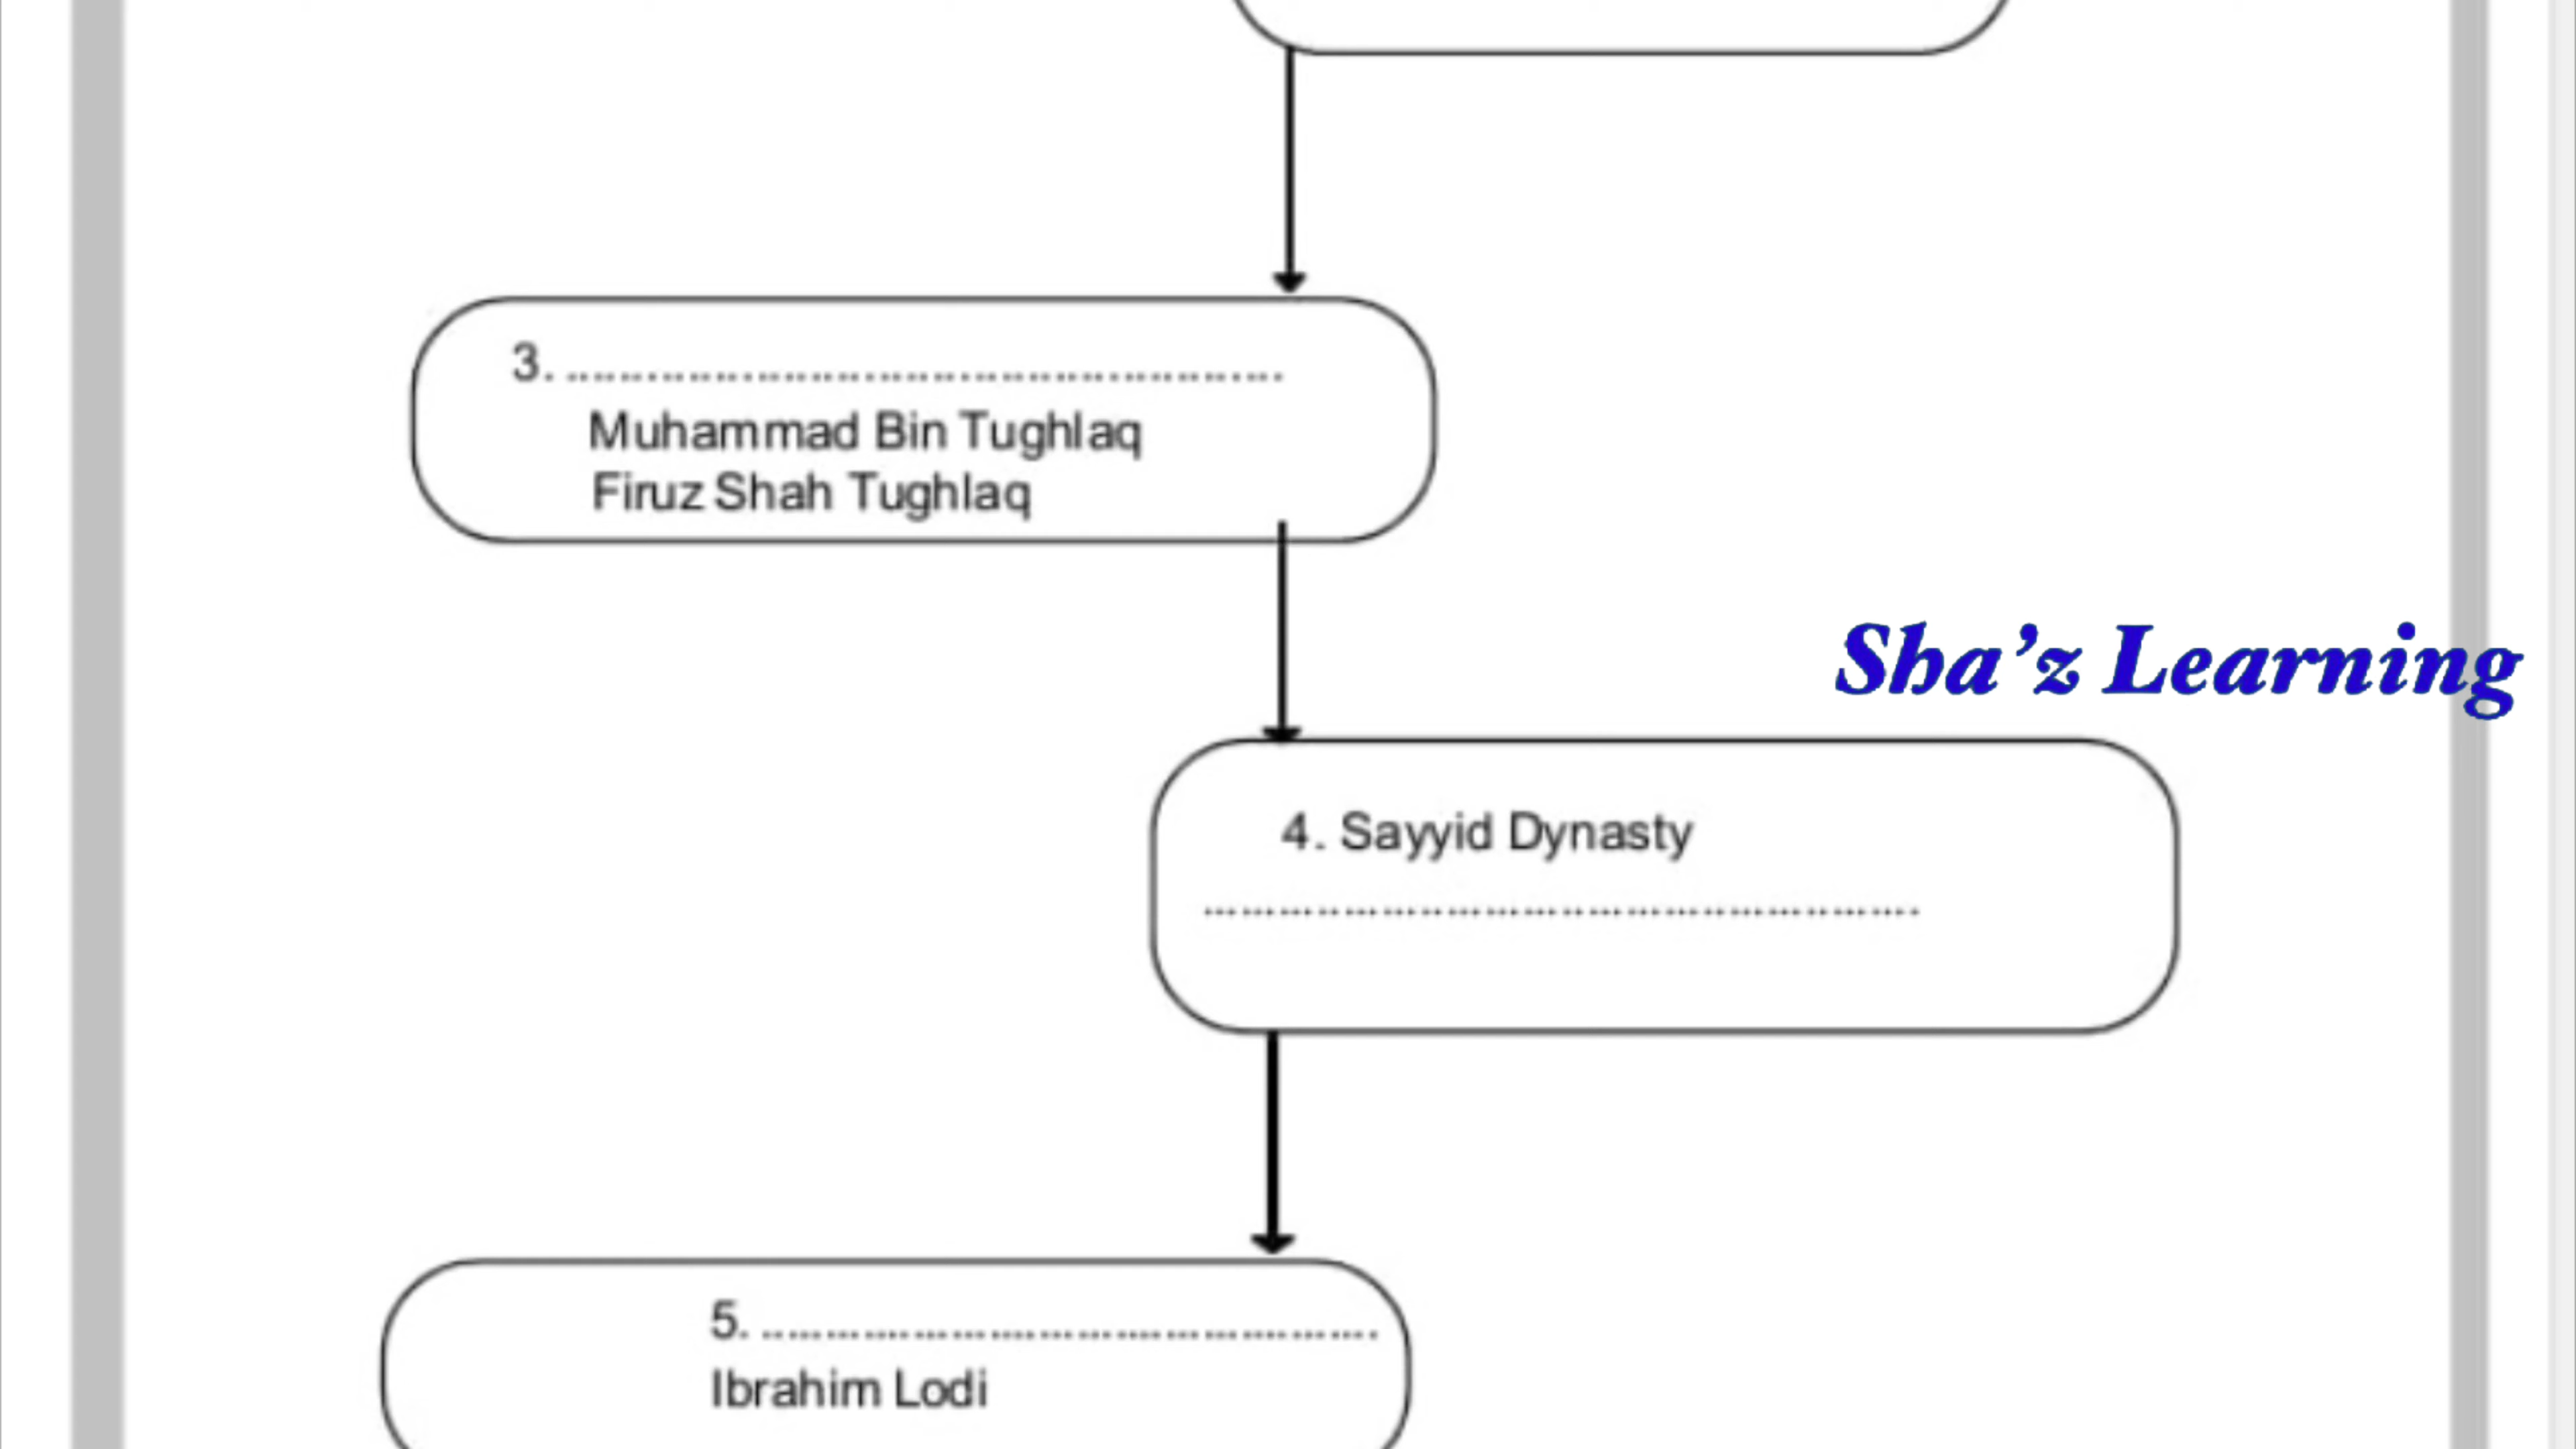 3. ......................................................
Muhammad Bin Tughlaq
Firuz Shah Tughlaq
Sha'z Learning
4. Sayyid Dynasty
......................................................
5. ......................................................
Ibrahim Lodi